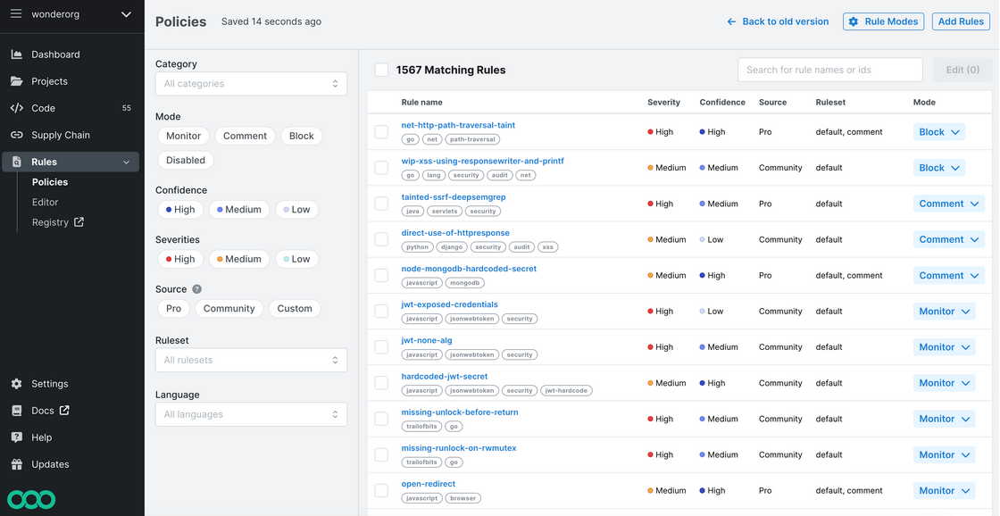 wonderorg
Dashboard
Projects
Code 55
Supply Chain
Rules
Policies
Editor
Registry
Settings
Docs
Help
Updates
Policies Saved 14 seconds ago
Back to old version Rule Modes Add Rules
Category
All categories
Mode
Monitor Comment Block
Disabled
Confidence
High Medium Low
Severities
High Medium Low
Source ?
Pro Community Custom
Ruleset
All rulesets
Language
All languages
1567 Matching Rules Search for rule names or ids Edit (0)
Rule name Severity Confidence Source Ruleset Mode
net-http-path-traversal-taint High High Pro default, comment Block
go net path-traversal
wip-xss-using-responsewriter-and-printf Medium Medium Community default Block
go lang security audit net
tainted-ssrf-deepsemgrep High Medium Pro default Comment
java servlets security
direct-use-of-httpresponse Medium Low Community default Comment
python django security audit xss
node-mongodb-hardcoded-secret Medium High Pro default, comment Comment
javascript mongodb
jwt-exposed-credentials High Low Community default Monitor
javascript jsonwebtoken security
jwt-none-alg High Medium Community default Monitor
javascript jsonwebtoken security
hardcoded-jwt-secret Medium High Community default Monitor
javascript jsonwebtoken security jwt-hardcode
missing-unlock-before-return High Medium Community default Monitor
trailofbits go
missing-runlock-on-rwmutex High Medium Community default Monitor
trailofbits go
open-redirect Medium High Pro default, comment Monitor
javascript browser